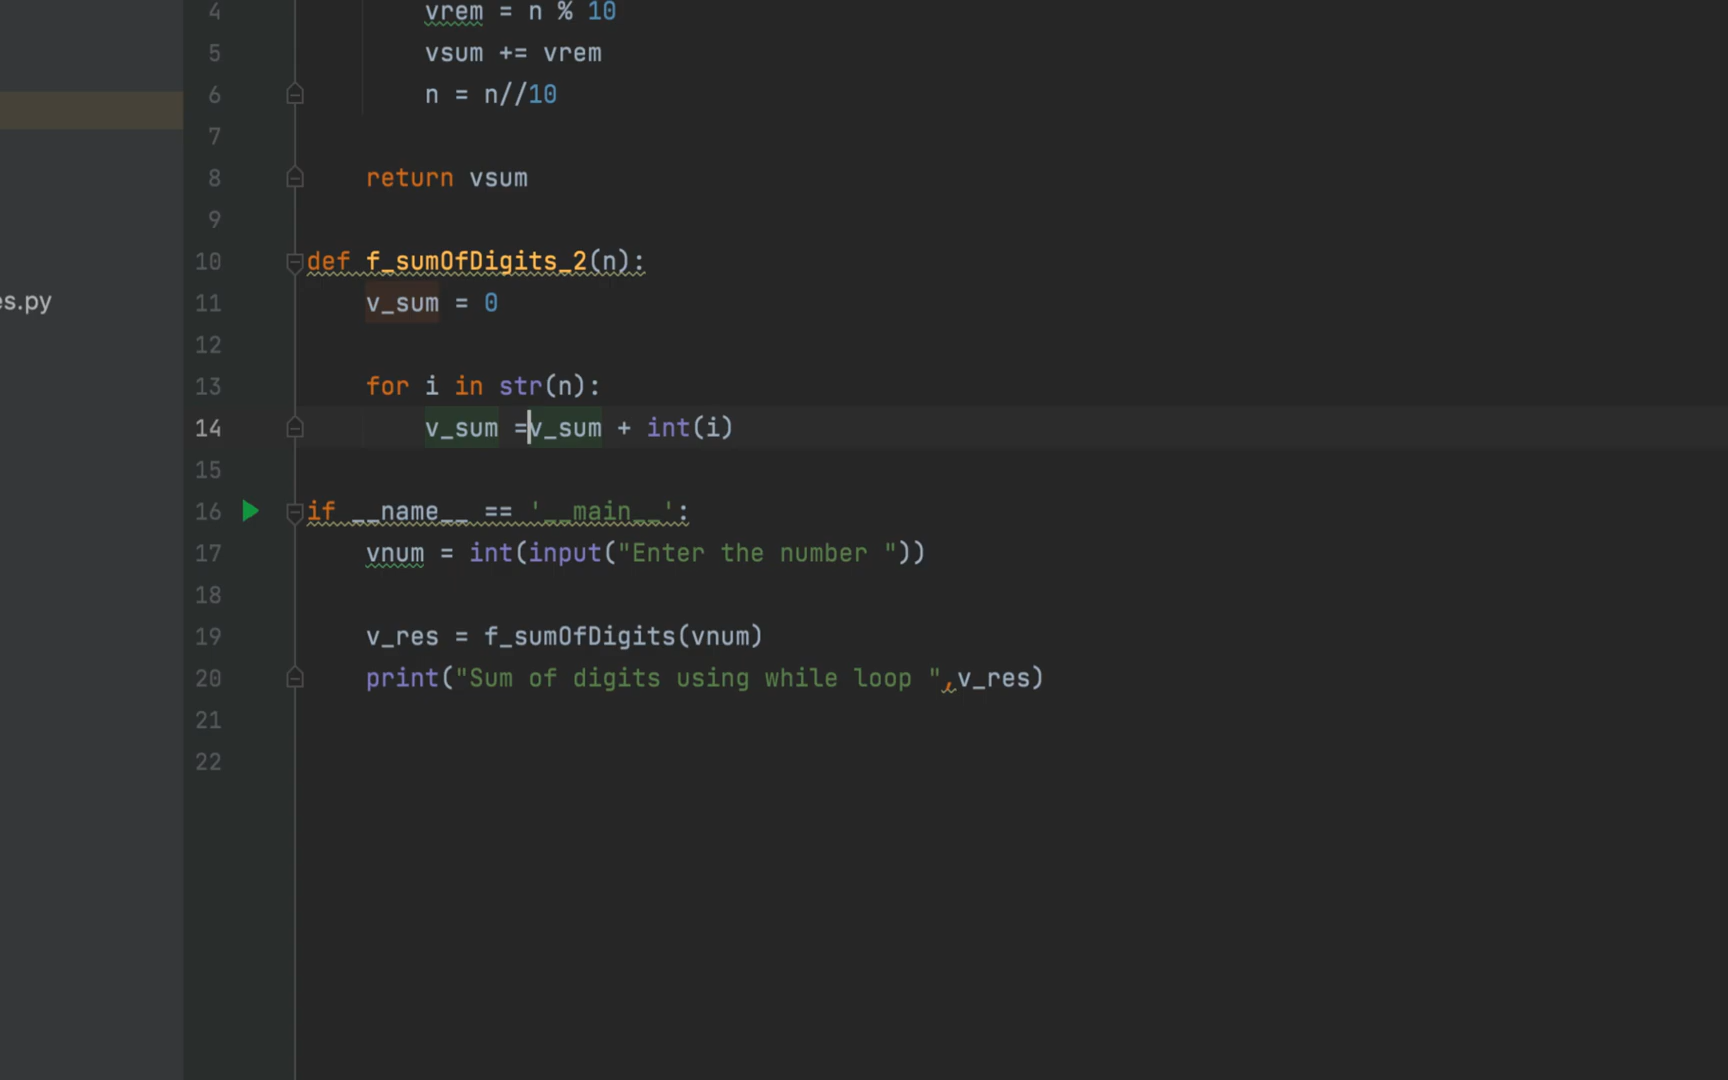 4 vrem = n % 10
5 vsum += vrem
6 n = n//10
7
8 return vsum
9
10 def f_sumOfDigits_2(n):
es.py
11 v_sum = 0
12
13 for i in str(n):
14 v_sum =v_sum + int(i)
15
16 if __name__ == '__main__':
17 vnum = int(input("Enter the number "))
18
19 v_res = f_sumOfDigits(vnum)
20 print("Sum of digits using while loop ",v_res)
21
22